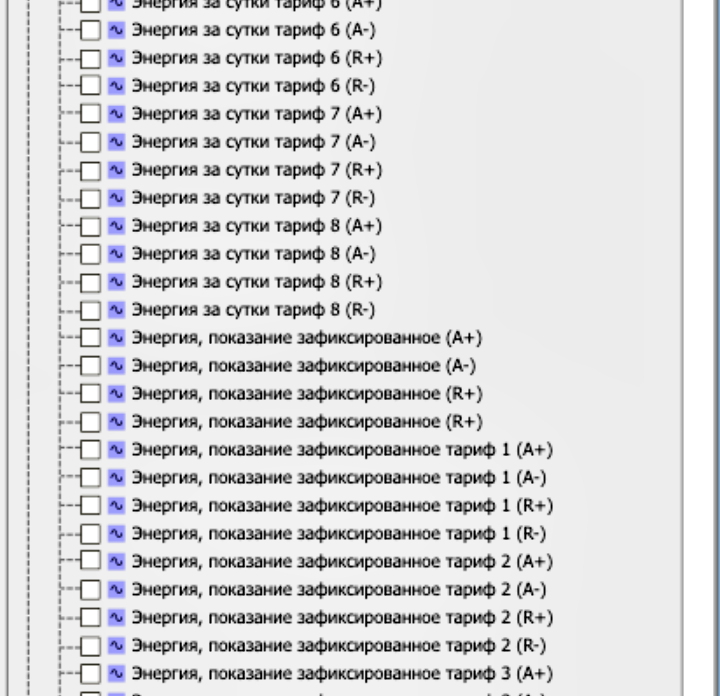 Энергия за сутки тариф 6 (A+)
Энергия за сутки тариф 6 (A-)
Энергия за сутки тариф 6 (R+)
Энергия за сутки тариф 6 (R-)
Энергия за сутки тариф 7 (A+)
Энергия за сутки тариф 7 (A-)
Энергия за сутки тариф 7 (R+)
Энергия за сутки тариф 7 (R-)
Энергия за сутки тариф 8 (A+)
Энергия за сутки тариф 8 (A-)
Энергия за сутки тариф 8 (R+)
Энергия за сутки тариф 8 (R-)
Энергия, показание зафиксированное (A+)
Энергия, показание зафиксированное (A-)
Энергия, показание зафиксированное (R+)
Энергия, показание зафиксированное (R+)
Энергия, показание зафиксированное тариф 1 (A+)
Энергия, показание зафиксированное тариф 1 (A-)
Энергия, показание зафиксированное тариф 1 (R+)
Энергия, показание зафиксированное тариф 1 (R-)
Энергия, показание зафиксированное тариф 2 (A+)
Энергия, показание зафиксированное тариф 2 (A-)
Энергия, показание зафиксированное тариф 2 (R+)
Энергия, показание зафиксированное тариф 2 (R-)
Энергия, показание зафиксированное тариф 3 (A+)